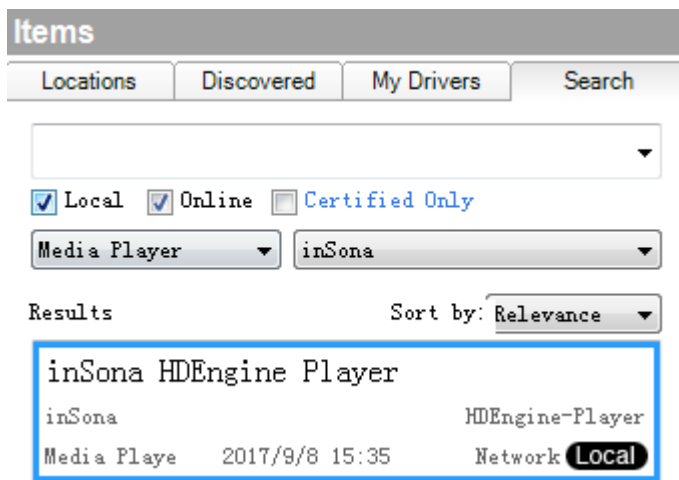 Items
Locations Discovered My Drivers Search
Local Online Certified Only
Media Player inSona
Results Sort by: Relevance
inSona HDEngine Player
inSona HDEngine-Player
Media Playe 2017/9/8 15:35 Network Local